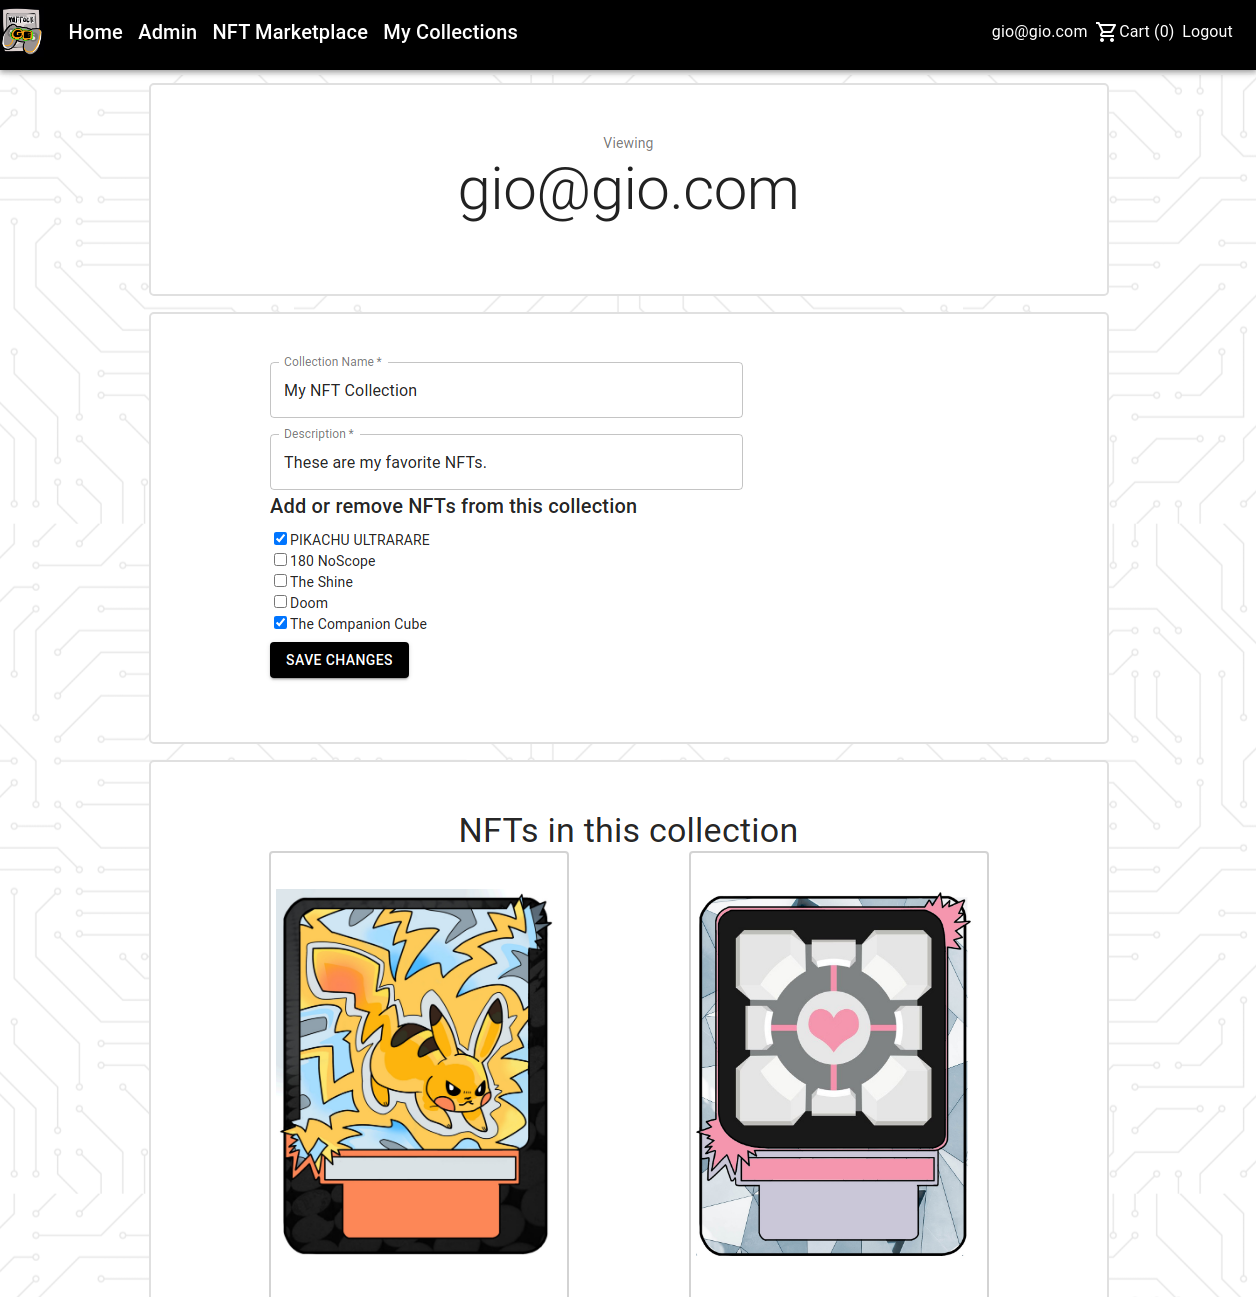 Home Admin NFT Marketplace My Collections gio@gio.com Cart (0) Logout
Viewing
gio@gio.com
Collection Name *
My NFT Collection
Description *
These are my favorite NFTs.
Add or remove NFTs from this collection
PIKACHU ULTRARARE
180 NoScope
The Shine
Doom
The Companion Cube
SAVE CHANGES
NFTs in this collection